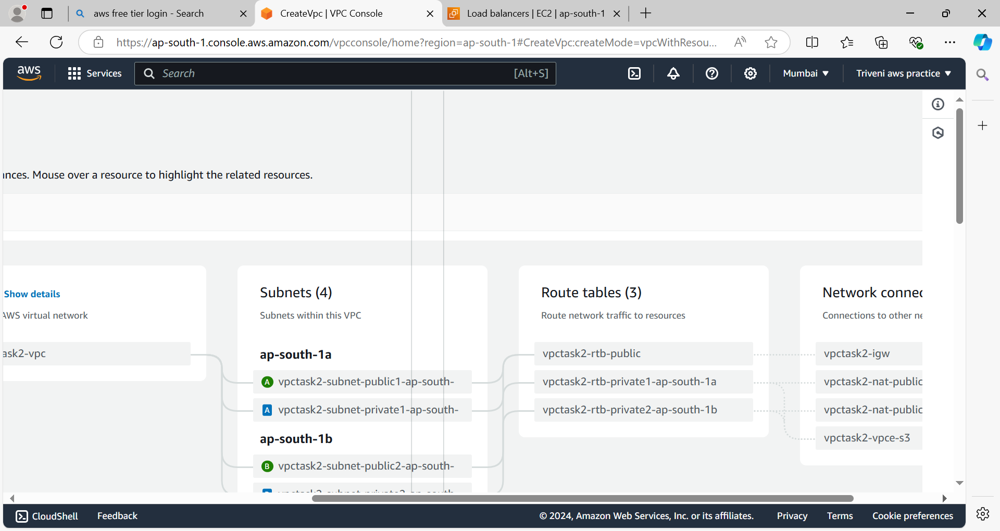 aws free tier login - Search
CreateVpc | VPC Console
Load balancers | EC2 | ap-south-1
https://ap-south-1.console.aws.amazon.com/vpcconsole/home?region=ap-south-1#CreateVpc:createMode=vpcWithResou...
aws
Services
Search
[Alt+S]
Mumbai
Triveni aws practice
nces. Mouse over a resource to highlight the related resources.
Show details
AWS virtual network
ask2-vpc
Subnets (4)
Subnets within this VPC
ap-south-1a
A vpctask2-subnet-public1-ap-south-
A vpctask2-subnet-private1-ap-south-
ap-south-1b
B vpctask2-subnet-public2-ap-south-
vpctask2-subnet-private2-ap-south-
Route tables (3)
Route network traffic to resources
vpctask2-rtb-public
vpctask2-rtb-private1-ap-south-1a
vpctask2-rtb-private2-ap-south-1b
Network connec
Connections to other ne
vpctask2-igw
vpctask2-nat-public
vpctask2-nat-public
vpctask2-vpce-s3
CloudShell
Feedback
© 2024, Amazon Web Services, Inc. or its affiliates.
Privacy
Terms
Cookie preferences